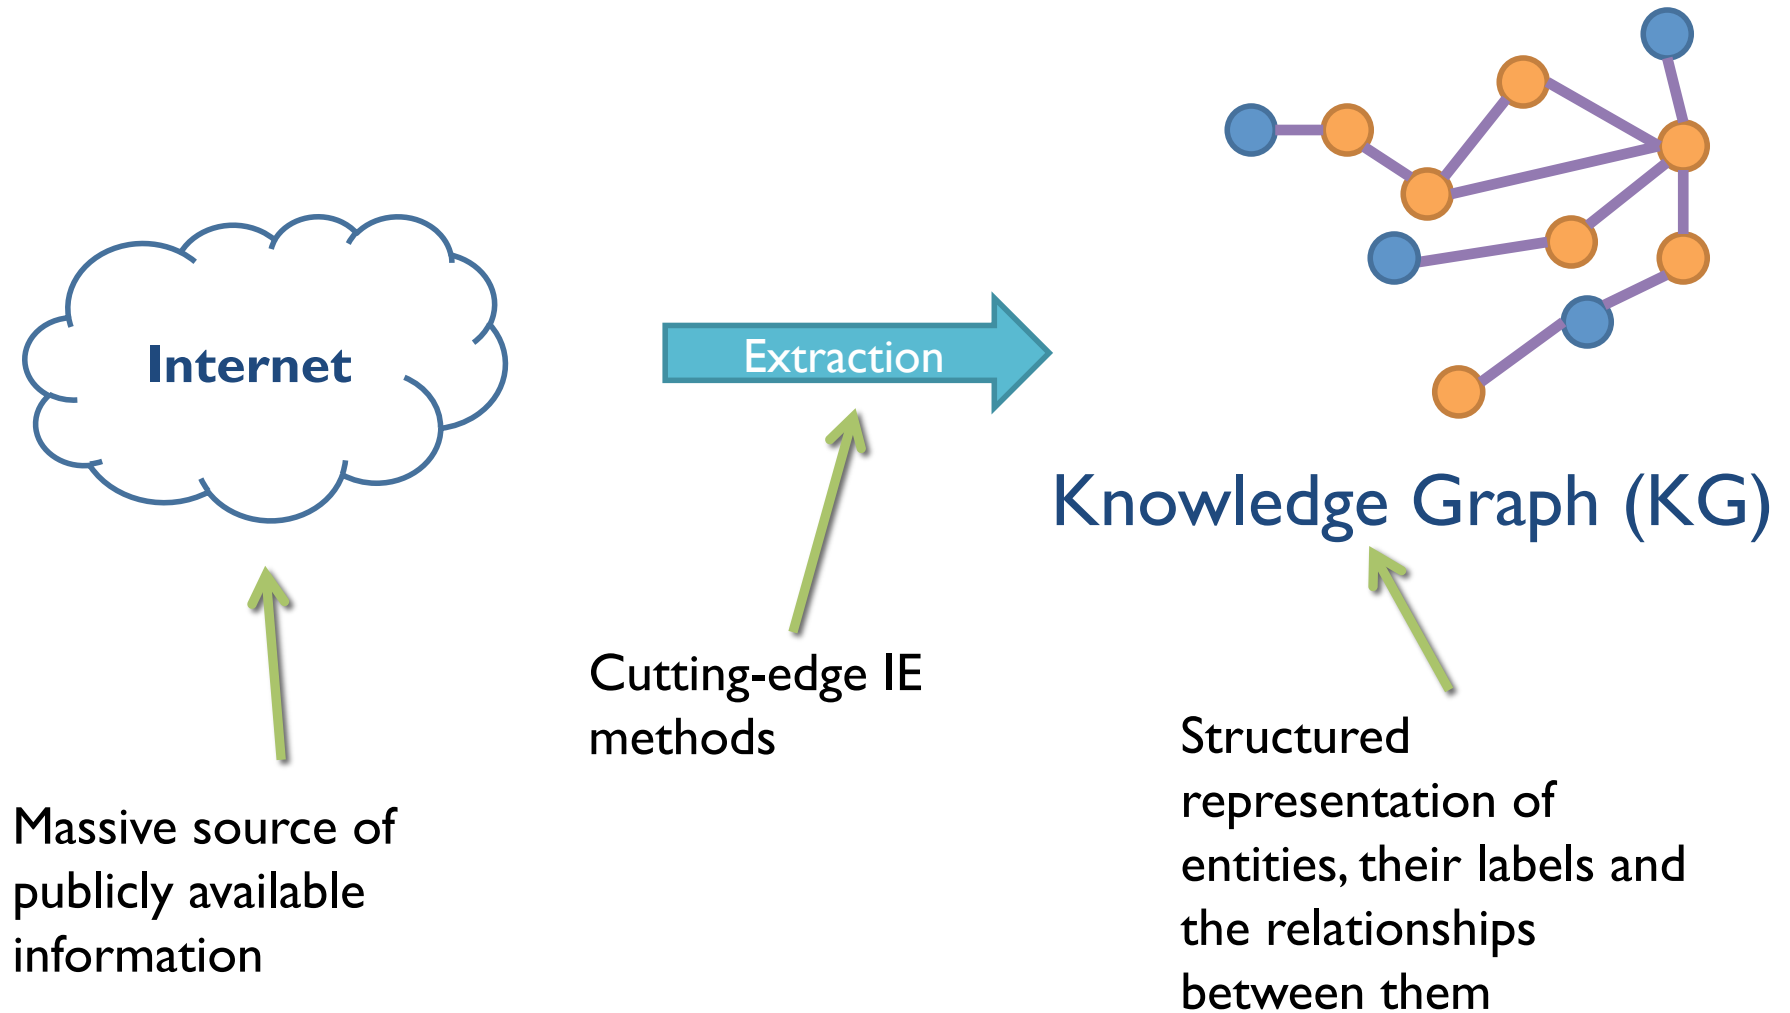 Internet
Extraction
Knowledge Graph (KG)
Cutting-edge IE
methods
Massive source of
publicly available
information
Structured
representation of
entities, their labels and
the relationships
between them